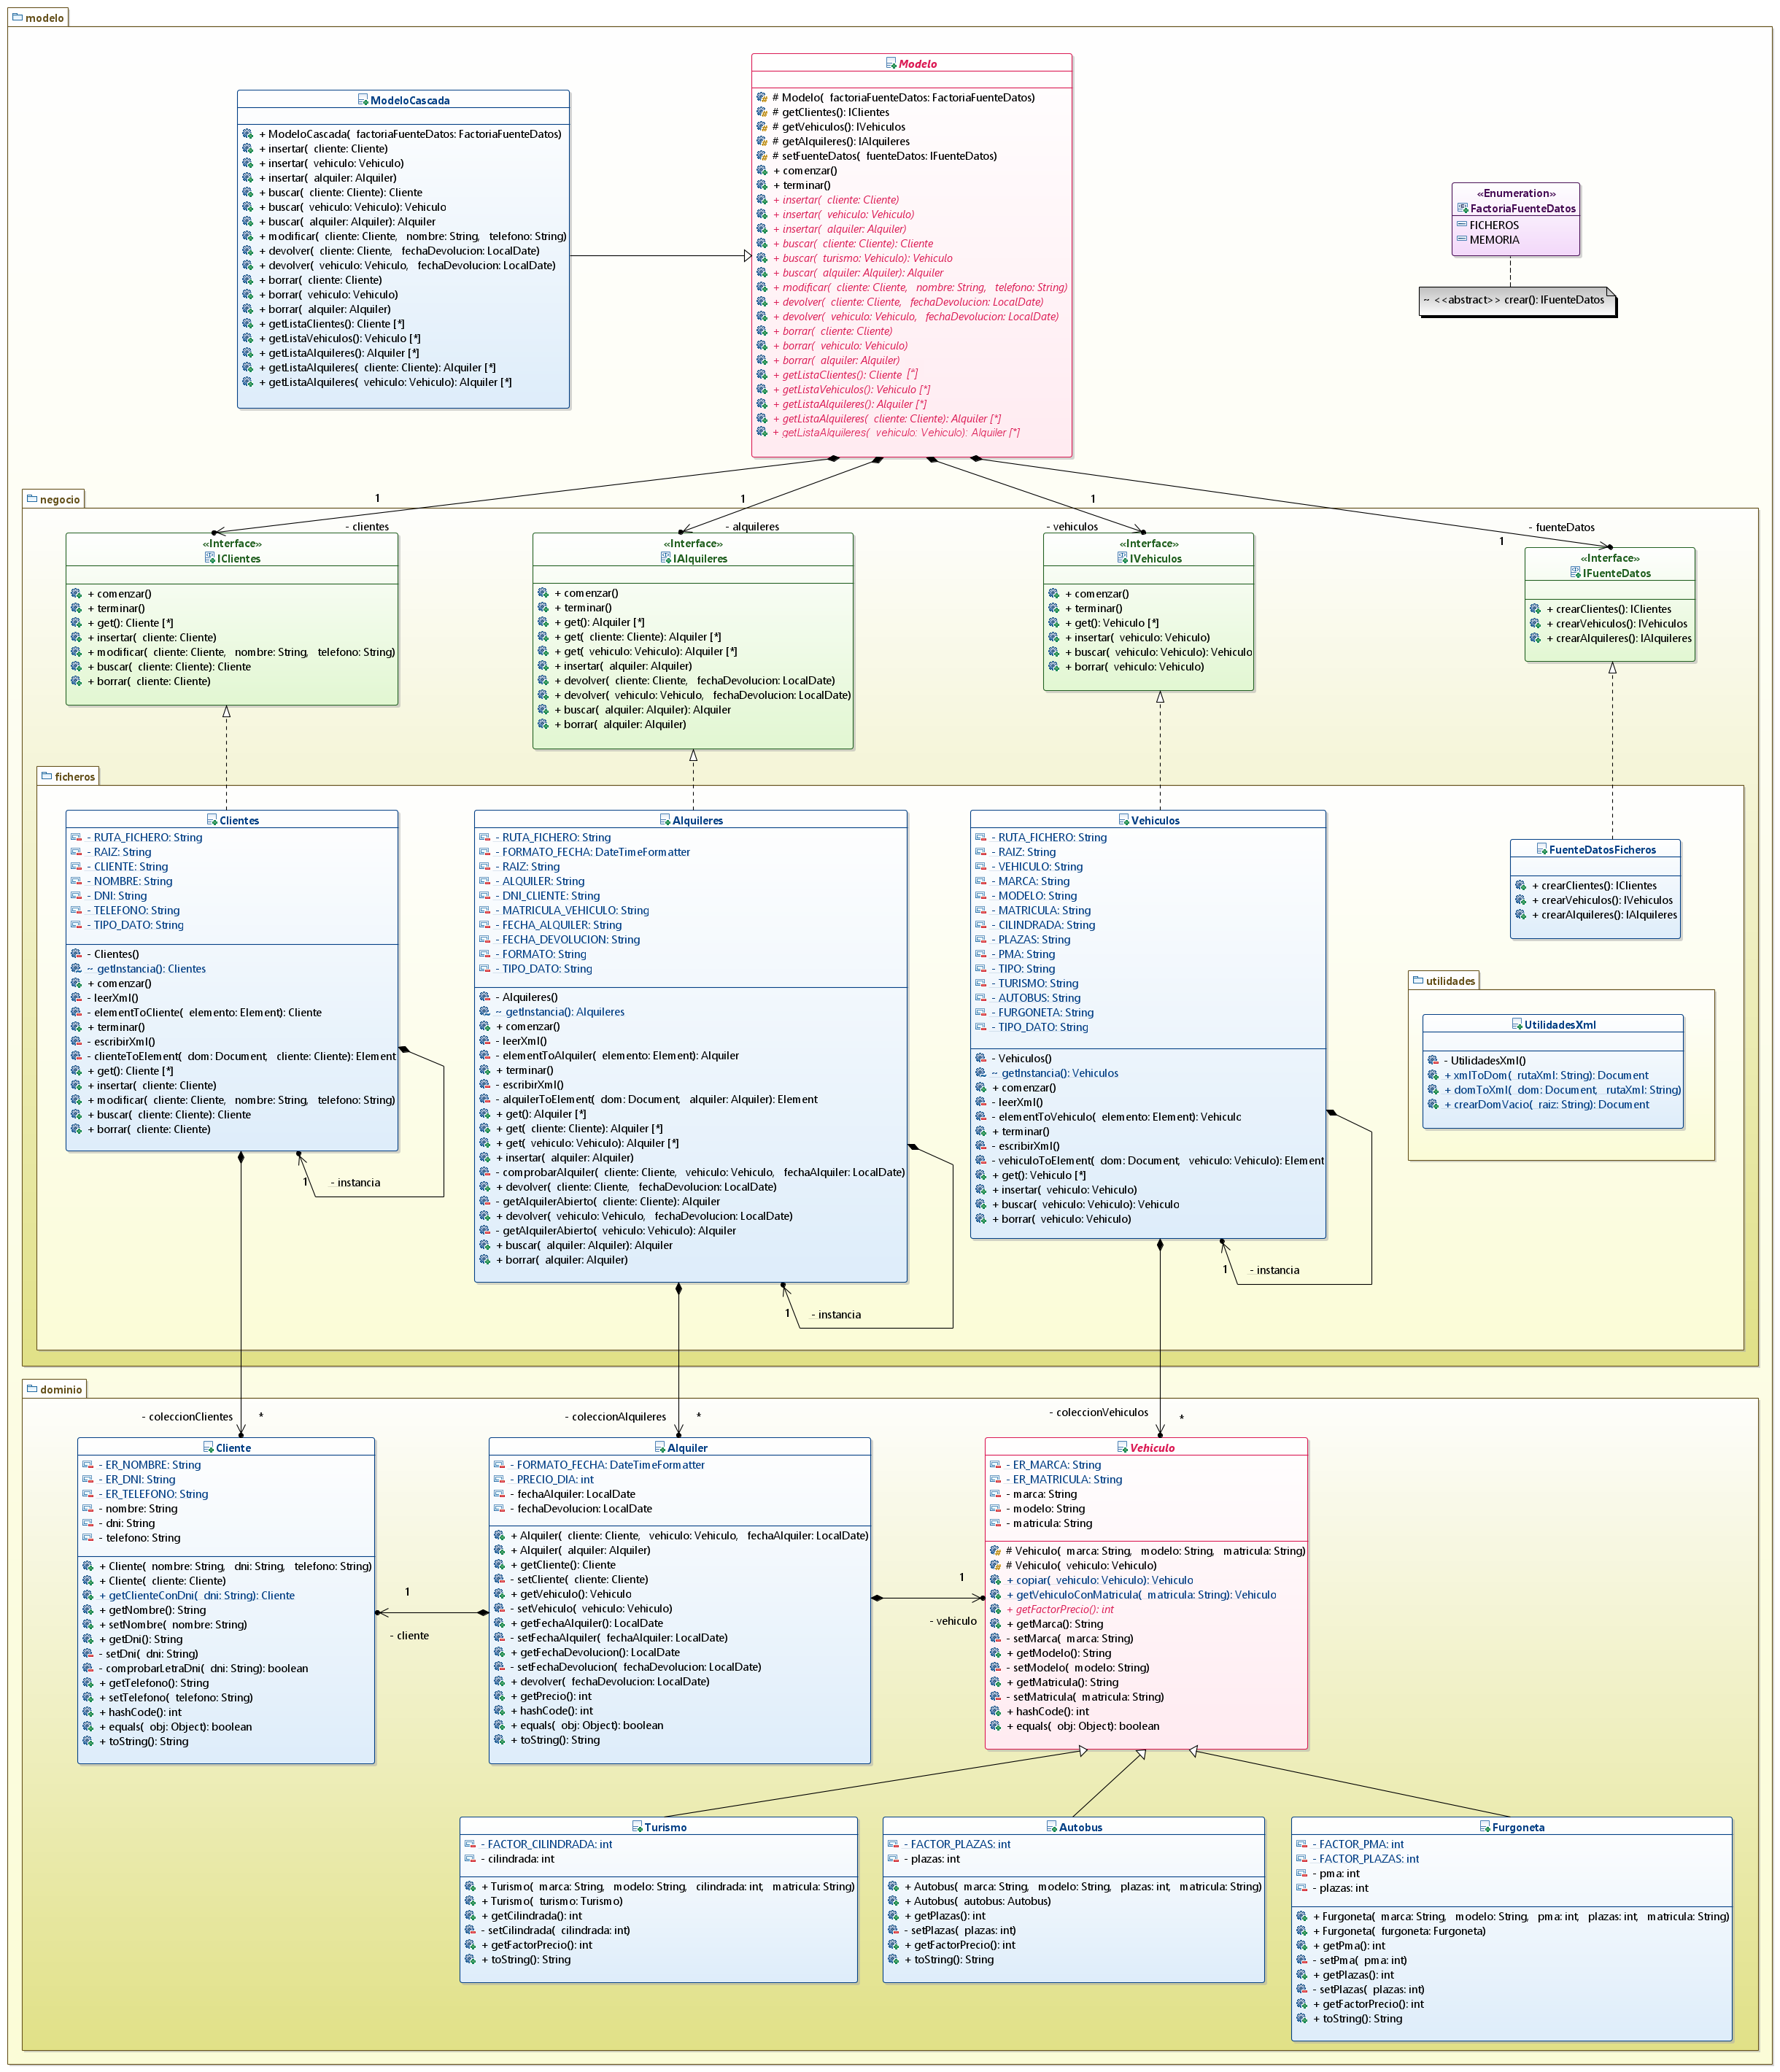 modelo
Modelo
# Modelo( factoriaFuenteDatos: FactoriaFuenteDatos)
# getClientes(): IClientes
# getVehiculos(): IVehiculos
# getAlquileres(): IAlquileres
# setFuenteDatos( fuenteDatos: IFuenteDatos)
+ comenzar()
+ terminar()
+ insertar( cliente: Cliente)
+ insertar( vehiculo: Vehiculo)
+ insertar( alquiler: Alquiler)
+ buscar( cliente: Cliente): Cliente
+ buscar( turismo: Vehiculo): Vehiculo
+ buscar( alquiler: Alquiler): Alquiler
+ modificar( cliente: Cliente, nombre: String, telefono: String)
+ devolver( cliente: Cliente, fechaDevolucion: LocalDate)
+ devolver( vehiculo: Vehiculo, fechaDevolucion: LocalDate)
+ borrar( cliente: Cliente)
+ borrar( vehiculo: Vehiculo)
+ borrar( alquiler: Alquiler)
+ getListaClientes(): Cliente [*]
+ getListaVehiculos(): Vehiculo [*]
+ getListaAlquileres(): Alquiler [*]
+ getListaAlquileres( cliente: Cliente): Alquiler [*]
+ getListaAlquileres( vehiculo: Vehiculo): Alquiler [*]
ModeloCascada
+ ModeloCascada( factoriaFuenteDatos: FactoriaFuenteDatos)
+ insertar( cliente: Cliente)
+ insertar( vehiculo: Vehiculo)
+ insertar( alquiler: Alquiler)
+ buscar( cliente: Cliente): Cliente
+ buscar( vehiculo: Vehiculo): Vehiculo
+ buscar( alquiler: Alquiler): Alquiler
+ modificar( cliente: Cliente, nombre: String, telefono: String)
+ devolver( cliente: Cliente, fechaDevolucion: LocalDate)
+ devolver( vehiculo: Vehiculo, fechaDevolucion: LocalDate)
+ borrar( cliente: Cliente)
+ borrar( vehiculo: Vehiculo)
+ borrar( alquiler: Alquiler)
+ getListaClientes(): Cliente [*]
+ getListaVehiculos(): Vehiculo [*]
+ getListaAlquileres(): Alquiler [*]
+ getListaAlquileres( cliente: Cliente): Alquiler [*]
+ getListaAlquileres( vehiculo: Vehiculo): Alquiler [*]
«Enumeration»
FactoriaFuenteDatos
FICHEROS
MEMORIA
~ <<abstract>> crear(): IFuenteDatos
negocio
1
- clientes
1
- alquileres
1
- vehiculos
- fuenteDatos
1
«Interface»
IClientes
+ comenzar()
+ terminar()
+ get(): Cliente [*]
+ insertar( cliente: Cliente)
+ modificar( cliente: Cliente, nombre: String, telefono: String)
+ buscar( cliente: Cliente): Cliente
+ borrar( cliente: Cliente)
«Interface»
IAlquileres
+ comenzar()
+ terminar()
+ get(): Alquiler [*]
+ get( cliente: Cliente): Alquiler [*]
+ get( vehiculo: Vehiculo): Alquiler [*]
+ insertar( alquiler: Alquiler)
+ devolver( cliente: Cliente, fechaDevolucion: LocalDate)
+ devolver( vehiculo: Vehiculo, fechaDevolucion: LocalDate)
+ buscar( alquiler: Alquiler): Alquiler
+ borrar( alquiler: Alquiler)
«Interface»
IVehiculos
+ comenzar()
+ terminar()
+ get(): Vehiculo [*]
+ insertar( vehiculo: Vehiculo)
+ buscar( vehiculo: Vehiculo): Vehiculo
+ borrar( vehiculo: Vehiculo)
«Interface»
IFuenteDatos
+ crearClientes(): IClientes
+ crearVehiculos(): IVehiculos
+ crearAlquileres(): IAlquileres
ficheros
Clientes
- RUTA_FICHERO: String
- RAIZ: String
- CLIENTE: String
- NOMBRE: String
- DNI: String
- TELEFONO: String
- TIPO_DATO: String
- Clientes()
~ getInstancia(): Clientes
+ comenzar()
- leerXml()
- elementToCliente( elemento: Element): Cliente
+ terminar()
- escribirXml()
- clienteToElement( dom: Document, cliente: Cliente): Element
+ get(): Cliente [*]
+ insertar( cliente: Cliente)
+ modificar( cliente: Cliente, nombre: String, telefono: String)
+ buscar( cliente: Cliente): Cliente
+ borrar( cliente: Cliente)
1
- instancia
Alquileres
- RUTA_FICHERO: String
- FORMATO_FECHA: DateTimeFormatter
- RAIZ: String
- ALQUILER: String
- DNI_CLIENTE: String
- MATRICULA_VEHICULO: String
- FECHA_ALQUILER: String
- FECHA_DEVOLUCION: String
- FORMATO: String
- TIPO_DATO: String
- Alquileres()
~ getInstancia(): Alquileres
+ comenzar()
- leerXml()
- elementToAlquiler( elemento: Element): Alquiler
+ terminar()
- escribirXml()
- alquilerToElement( dom: Document, alquiler: Alquiler): Element
+ get(): Alquiler [*]
+ get( cliente: Cliente): Alquiler [*]
+ get( vehiculo: Vehiculo): Alquiler [*]
+ insertar( alquiler: Alquiler)
- comprobarAlquiler( cliente: Cliente, vehiculo: Vehiculo, fechaAlquiler: LocalDate)
+ devolver( cliente: Cliente, fechaDevolucion: LocalDate)
- getAlquilerAbierto( cliente: Cliente): Alquiler
+ devolver( vehiculo: Vehiculo, fechaDevolucion: LocalDate)
- getAlquilerAbierto( vehiculo: Vehiculo): Alquiler
+ buscar( alquiler: Alquiler): Alquiler
+ borrar( alquiler: Alquiler)
1
- instancia
Vehiculos
- RUTA_FICHERO: String
- RAIZ: String
- VEHICULO: String
- MARCA: String
- MODELO: String
- MATRICULA: String
- CILINDRADA: String
- PLAZAS: String
- PMA: String
- TIPO: String
- TURISMO: String
- AUTOBUS: String
- FURGONETA: String
- TIPO_DATO: String
- Vehiculos()
~ getInstancia(): Vehiculos
+ comenzar()
- leerXml()
- elementToVehiculo( elemento: Element): Vehiculo
+ terminar()
- escribirXml()
- vehiculoToElement( dom: Document, vehiculo: Vehiculo): Element
+ get(): Vehiculo [*]
+ insertar( vehiculo: Vehiculo)
+ buscar( vehiculo: Vehiculo): Vehiculo
+ borrar( vehiculo: Vehiculo)
1
- instancia
FuenteDatosFicheros
+ crearClientes(): IClientes
+ crearVehiculos(): IVehiculos
+ crearAlquileres(): IAlquileres
utilidades
UtilidadesXml
- UtilidadesXml()
+ xmlToDom( rutaXml: String): Document
+ domToXml( dom: Document, rutaXml: String)
+ crearDomVacio( raiz: String): Document
dominio
- coleccionClientes
*
- coleccionAlquileres
*
- coleccionVehiculos
*
Cliente
- ER_NOMBRE: String
- ER_DNI: String
- ER_TELEFONO: String
- nombre: String
- dni: String
- telefono: String
+ Cliente( nombre: String, dni: String, telefono: String)
+ Cliente( cliente: Cliente)
+ getClienteConDni( dni: String): Cliente
+ getNombre(): String
+ setNombre( nombre: String)
+ getDni(): String
- setDni( dni: String)
- comprobarLetraDni( dni: String): boolean
+ getTelefono(): String
+ setTelefono( telefono: String)
+ hashCode(): int
+ equals( obj: Object): boolean
+ toString(): String
1
- cliente
Alquiler
- FORMATO_FECHA: DateTimeFormatter
- PRECIO_DIA: int
- fechaAlquiler: LocalDate
- fechaDevolucion: LocalDate
+ Alquiler( cliente: Cliente, vehiculo: Vehiculo, fechaAlquiler: LocalDate)
+ Alquiler( alquiler: Alquiler)
+ getCliente(): Cliente
- setCliente( cliente: Cliente)
+ getVehiculo(): Vehiculo
- setVehiculo( vehiculo: Vehiculo)
+ getFechaAlquiler(): LocalDate
- setFechaAlquiler( fechaAlquiler: LocalDate)
+ getFechaDevolucion(): LocalDate
- setFechaDevolucion( fechaDevolucion: LocalDate)
+ devolver( fechaDevolucion: LocalDate)
+ getPrecio(): int
+ hashCode(): int
+ equals( obj: Object): boolean
+ toString(): String
1
- vehiculo
Vehiculo
- ER_MARCA: String
- ER_MATRICULA: String
- marca: String
- modelo: String
- matricula: String
# Vehiculo( marca: String, modelo: String, matricula: String)
# Vehiculo( vehiculo: Vehiculo)
+ copiar( vehiculo: Vehiculo): Vehiculo
+ getVehiculoConMatricula( matricula: String): Vehiculo
+ getFactorPrecio(): int
+ getMarca(): String
- setMarca( marca: String)
+ getModelo(): String
- setModelo( modelo: String)
+ getMatricula(): String
- setMatricula( matricula: String)
+ hashCode(): int
+ equals( obj: Object): boolean
Turismo
- FACTOR_CILINDRADA: int
- cilindrada: int
+ Turismo( marca: String, modelo: String, cilindrada: int, matricula: String)
+ Turismo( turismo: Turismo)
+ getCilindrada(): int
- setCilindrada( cilindrada: int)
+ getFactorPrecio(): int
+ toString(): String
Autobus
- FACTOR_PLAZAS: int
- plazas: int
+ Autobus( marca: String, modelo: String, plazas: int, matricula: String)
+ Autobus( autobus: Autobus)
+ getPlazas(): int
- setPlazas( plazas: int)
+ getFactorPrecio(): int
+ toString(): String
Furgoneta
- FACTOR_PMA: int
- FACTOR_PLAZAS: int
- pma: int
- plazas: int
+ Furgoneta( marca: String, modelo: String, pma: int, plazas: int, matricula: String)
+ Furgoneta( furgoneta: Furgoneta)
+ getPma(): int
- setPma( pma: int)
+ getPlazas(): int
- setPlazas( plazas: int)
+ getFactorPrecio(): int
+ toString(): String